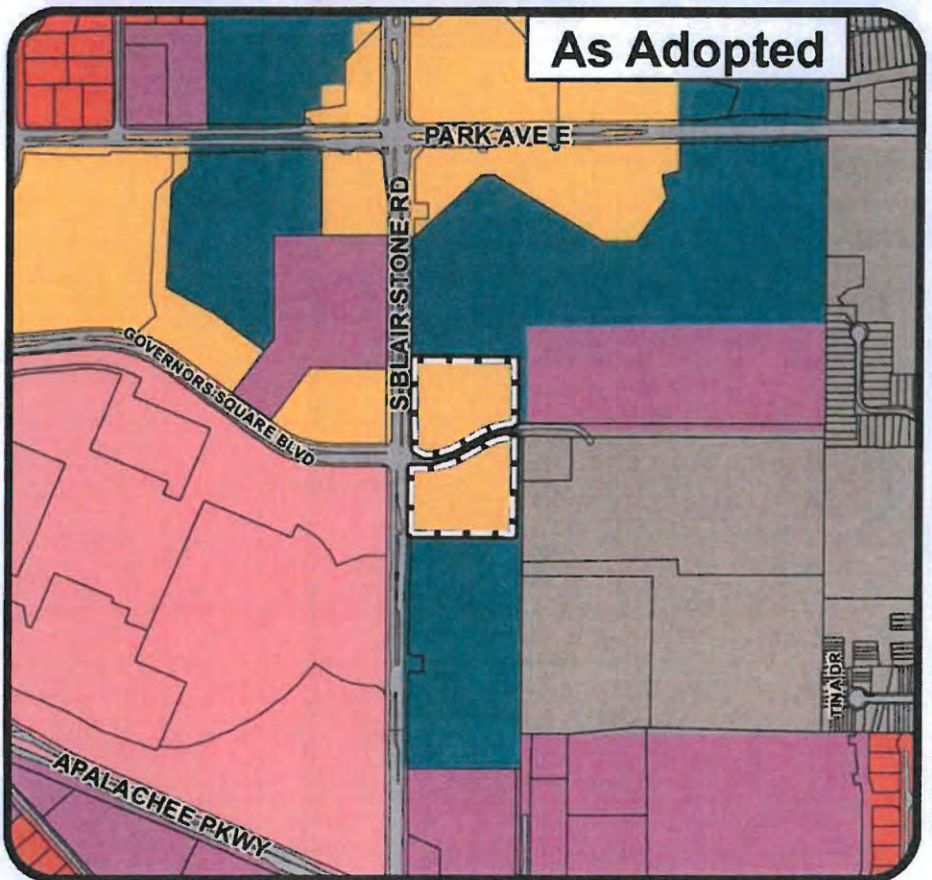 As Adopted
PARK AVE E
S BLAIR STONE RD
GOVERNORS SQUARE BLVD
TINA DR
APALACHEE PKWY